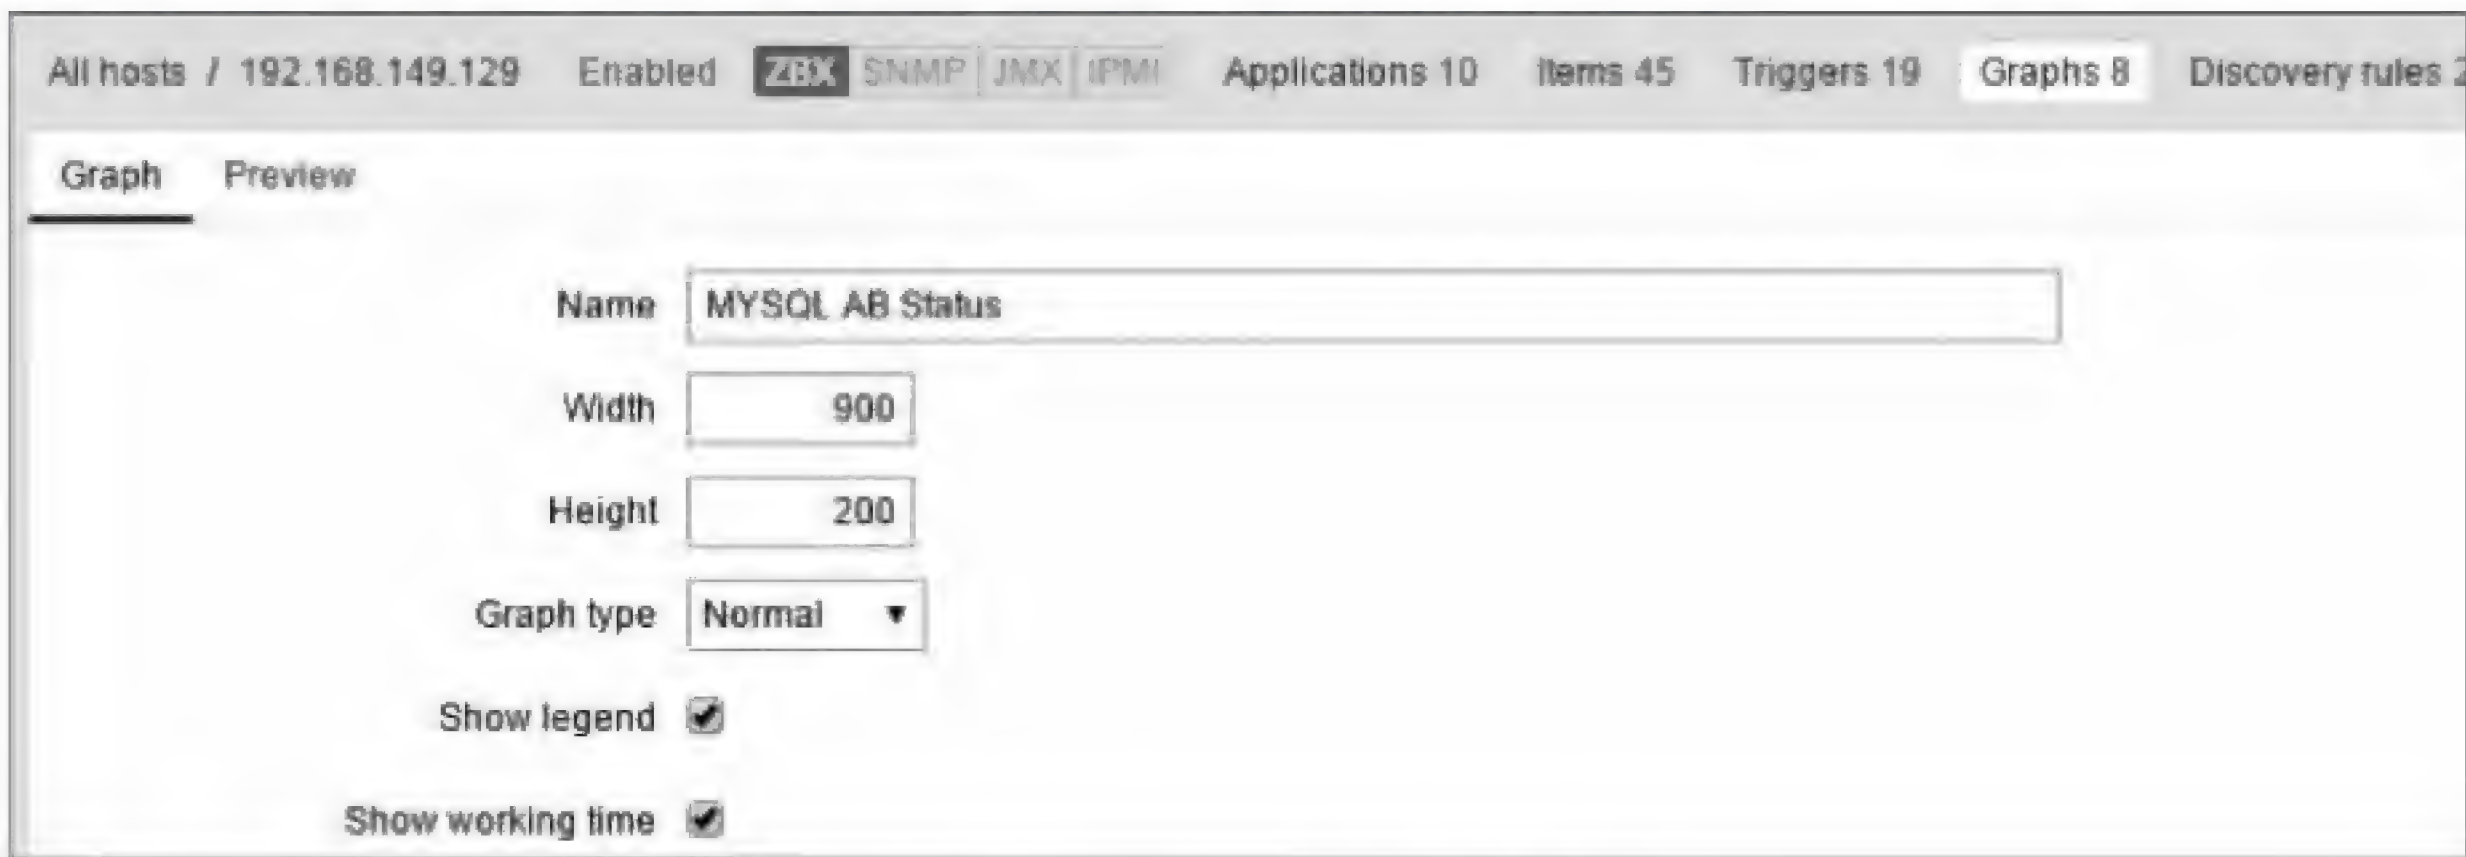 All hosts / 192.168.149.129 Enabled ZBX SNMP JMX IPMI Applications 10 Items 45 Triggers 19 Graphs 8 Discovery rules 2
Graph Preview
Name MYSQL AB Status
Width 900
Height 200
Graph type Normal
Show legend
Show working time